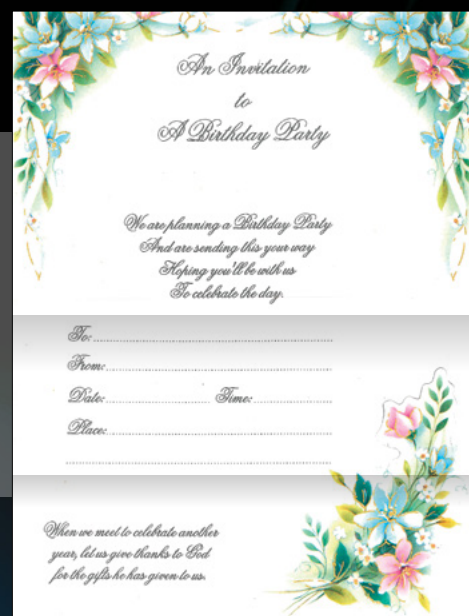 An Invitation
to
A Birthday Party
We are planning a Birthday Party
And are sending this your way
Hoping you'll be with us
To celebrate the day.
To:
From:
Date: Time:
Place:
When we meet to celebrate another
year, let us give thanks to God
for the gifts he has given to us.